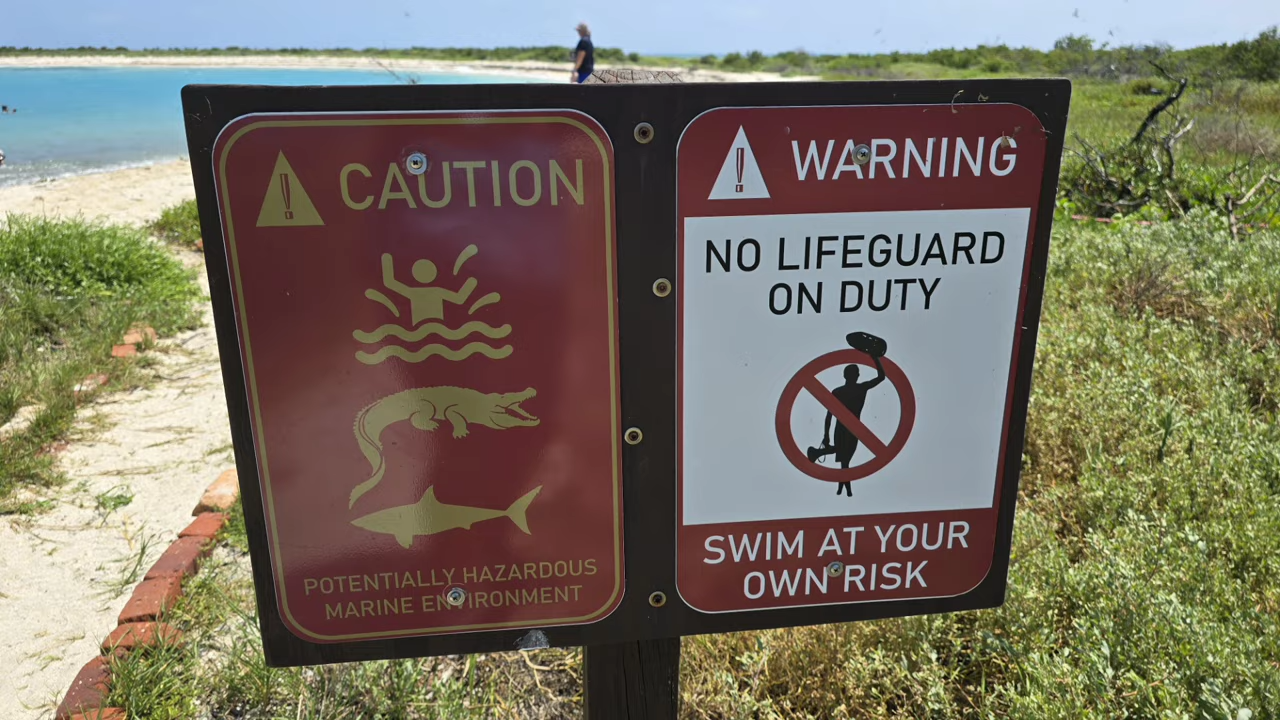 CAUTION
POTENTIALLY HAZARDOUS
MARINE ENVIRONMENT
WARNING
NO LIFEGUARD
ON DUTY
SWIM AT YOUR
OWN RISK